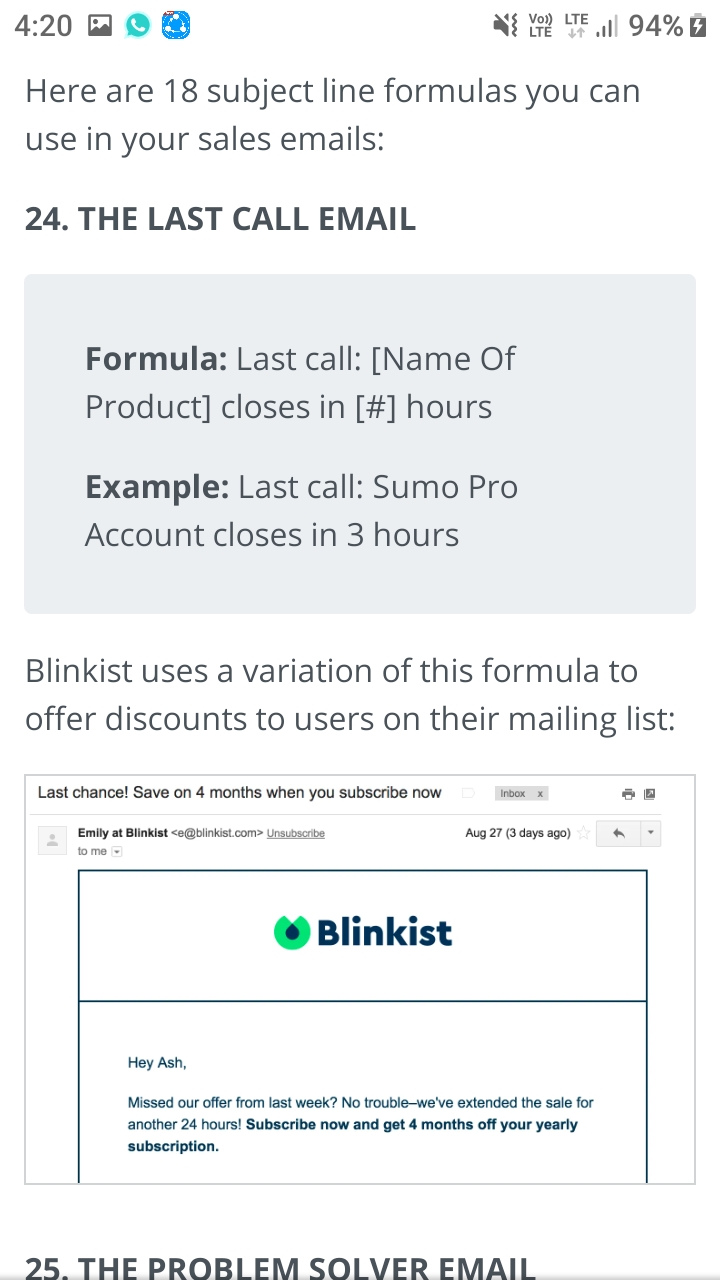 4:20
Vo)) LTE LTE 94%
Here are 18 subject line formulas you can
use in your sales emails:
24. THE LAST CALL EMAIL
Formula: Last call: [Name Of
Product] closes in [#] hours
Example: Last call: Sumo Pro
Account closes in 3 hours
Blinkist uses a variation of this formula to
offer discounts to users on their mailing list:
Last chance! Save on 4 months when you subscribe now Inbox x
Emily at Blinkist <e@blinkist.com> Unsubscribe Aug 27 (3 days ago)
to me
Blinkist
Hey Ash,
Missed our offer from last week? No trouble–we've extended the sale for
another 24 hours! Subscribe now and get 4 months off your yearly
subscription.
25. THE PROBLEM SOLVER EMAIL